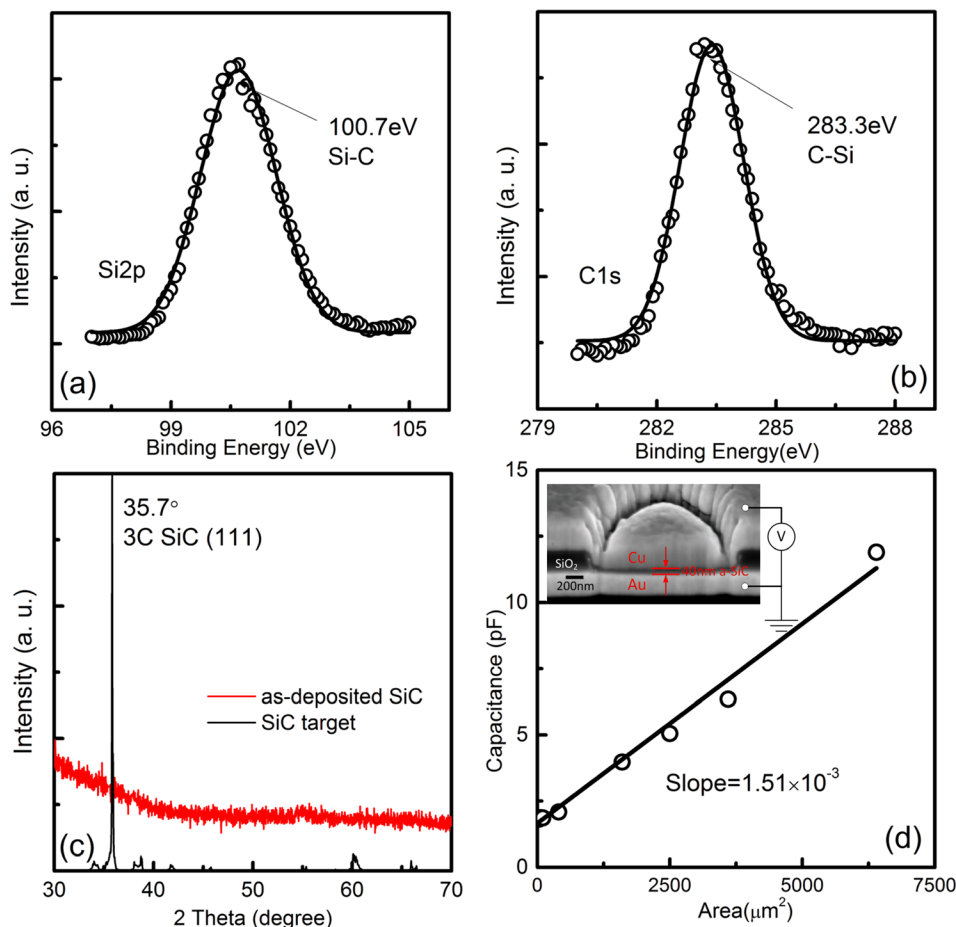 Intensity (a. u.)
100.7eV
Si-C
Si2p
(a)
96
99
102
105
Binding Energy (eV)
Intensity (a. u.)
283.3eV
C-Si
C1s
(b)
279
282
285
288
Binding Energy(eV)
Intensity (a. u.)
35.7°
3C SiC (111)
as-deposited SiC
SiC target
(c)
30
40
50
60
70
2 Theta (degree)
Capacitance (pF)
15
10
5
0
SiO₂
200nm
Cu
40nm a-SiC
Au
V
Slope=1.51×10⁻³
(d)
0
2500
5000
7500
Area(μm²)